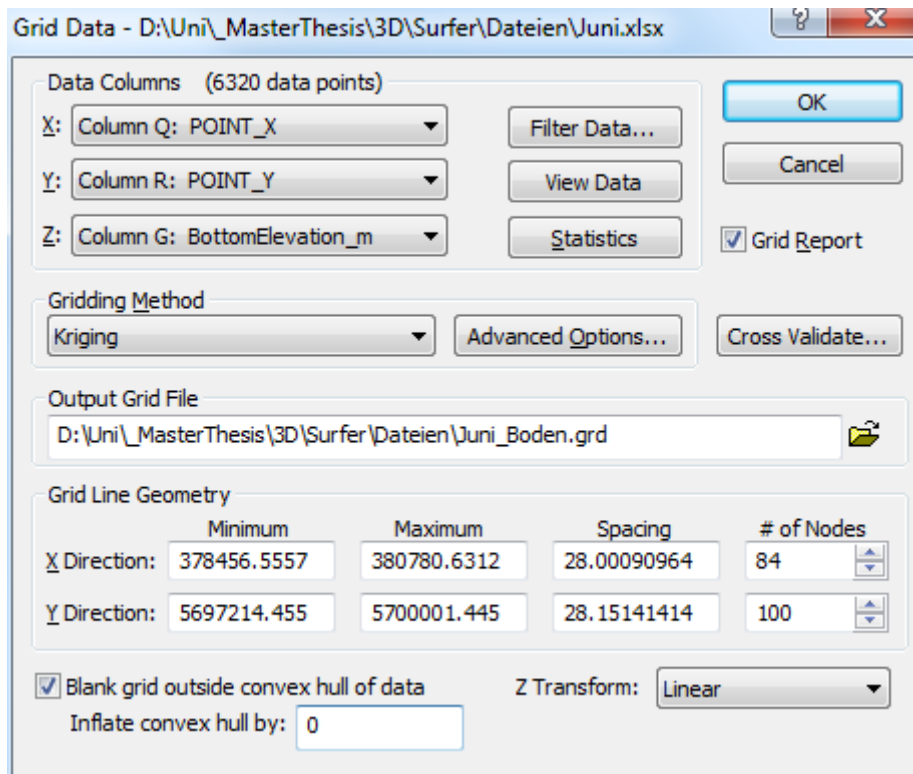 Grid Data - D:\Uni\_MasterThesis\3D\Surfer\Dateien\Juni.xlsx
? X
Data Columns (6320 data points)
X: Column Q: POINT_X
Filter Data...
OK
Y: Column R: POINT_Y
View Data
Cancel
Z: Column G: BottomElevation_m
Statistics
Grid Report
Gridding Method
Kriging
Advanced Options...
Cross Validate...
Output Grid File
D:\Uni\_MasterThesis\3D\Surfer\Dateien\Juni_Boden.grd
Grid Line Geometry
Minimum Maximum Spacing # of Nodes
X Direction: 378456.5557 380780.6312 28.00090964 84
Y Direction: 5697214.455 5700001.445 28.15141414 100
Blank grid outside convex hull of data
Z Transform: Linear
Inflate convex hull by: 0